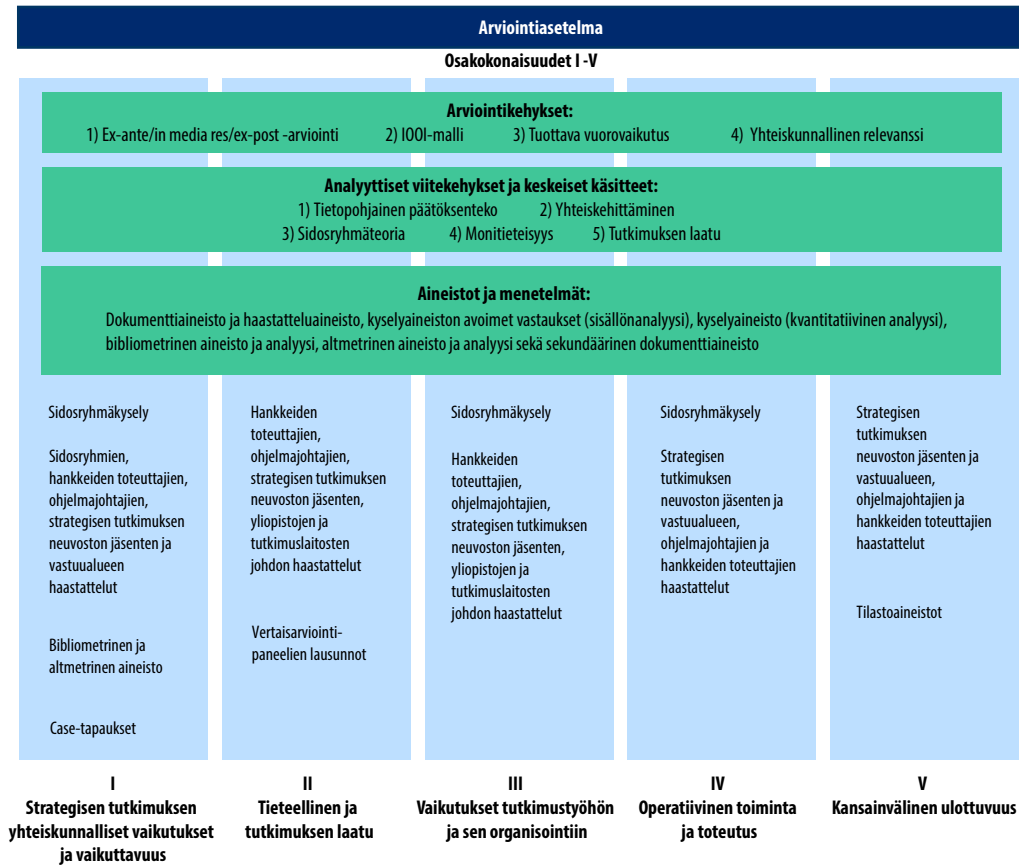 Arviointiasetelma
Osakokonaisuudet I -V
Arviointikehykset:
1) Ex-ante/in media res/ex-post -arviointi 2) IOOI-malli 3) Tuottava vuorovaikutus 4) Yhteiskunnallinen relevanssi
Analyyttiset viitekehykset ja keskeiset käsitteet:
1) Tietopohjainen päätöksenteko 2) Yhteiskehittäminen
3) Sidosryhmäteoria 4) Monitieteisyys 5) Tutkimuksen laatu
Aineistot ja menetelmät:
Dokumenttiaineisto ja haastatteluaineisto, kyselyaineiston avoimet vastaukset (sisällönanalyysi), kyselyaineisto (kvantitatiivinen analyysi),
bibliometrinen aineisto ja analyysi, altmetrinen aineisto ja analyysi sekä sekundäärinen dokumenttiaineisto
Sidosryhmäkysely
Sidosryhmien,
hankkeiden toteuttajien,
ohjelmajohtajien,
strategisen tutkimuksen
neuvoston jäsenten ja
vastuualueen
haastattelut
Bibliometrinen ja
altmetrinen aineisto
Case-tapaukset
I
Strategisen tutkimuksen
yhteiskunnalliset vaikutukset
ja vaikuttavuus
Hankkeiden
toteuttajien,
ohjelmajohtajien,
strategisen tutkimuksen
neuvoston jäsenten,
yliopistojen ja
tutkimuslaitosten
johdon haastattelut
Vertaisarviointi-
paneelien lausunnot
II
Tieteellinen ja
tutkimuksen laatu
Sidosryhmäkysely
Hankkeiden
toteuttajien,
ohjelmajohtajien,
strategisen tutkimuksen
neuvoston jäsenten,
yliopistojen ja
tutkimuslaitosten
johdon haastattelut
III
Vaikutukset tutkimustyöhön
ja sen organisointiin
Sidosryhmäkysely
Strategisen
tutkimuksen
neuvoston jäsenten ja
vastuualueen,
ohjelmajohtajien ja
hankkeiden toteuttajien
haastattelut
IV
Operatiivinen toiminta
ja toteutus
Strategisen
tutkimuksen
neuvoston jäsenten ja
vastuualueen,
ohjelmajohtajien ja
hankkeiden toteuttajien
haastattelut
Tilastoaineistot
V
Kansainvälinen ulottuvuus